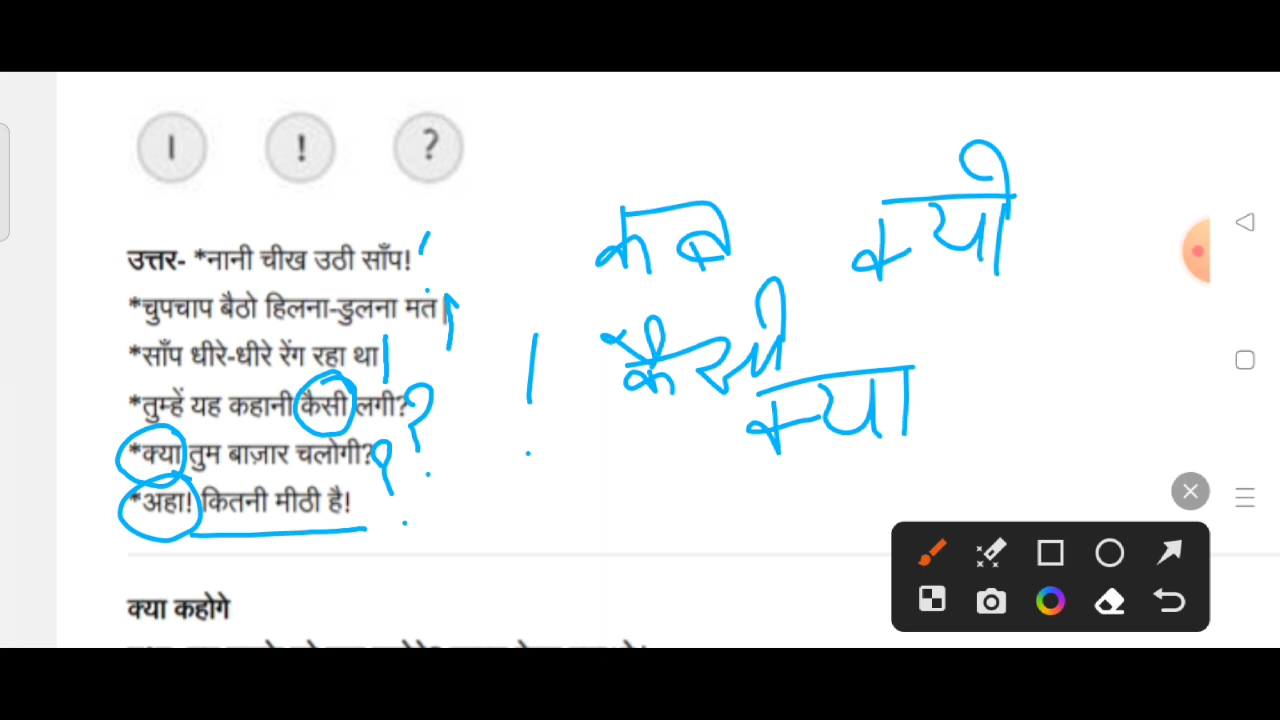 । ! ?
उत्तर- *नानी चीख उठी साँप! !
*चुपचाप बैठो हिलना-डुलना मत|
*साँप धीरे-धीरे रेंग रहा था|
*तुम्हें यह कहानी कैसी लगी? ?
*क्या तुम बाज़ार चलोगी? ?
*अहा! कितनी मीठी है!
कब क्यो
! कैसी
क्या
क्या कहोगे